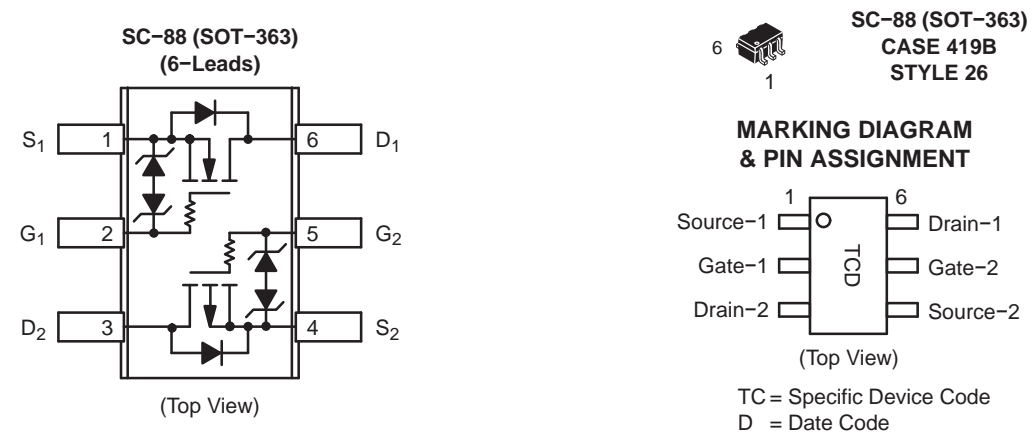 SC−88 (SOT−363)
(6−Leads)
S1 1 6 D1
G1 2 5 G2
D2 3 4 S2
(Top View)
6
1
SC−88 (SOT−363)
CASE 419B
STYLE 26
MARKING DIAGRAM
& PIN ASSIGNMENT
1 6
Source−1 Drain−1
Gate−1 TCD Gate−2
Drain−2 Source−2
(Top View)
TC = Specific Device Code
D = Date Code